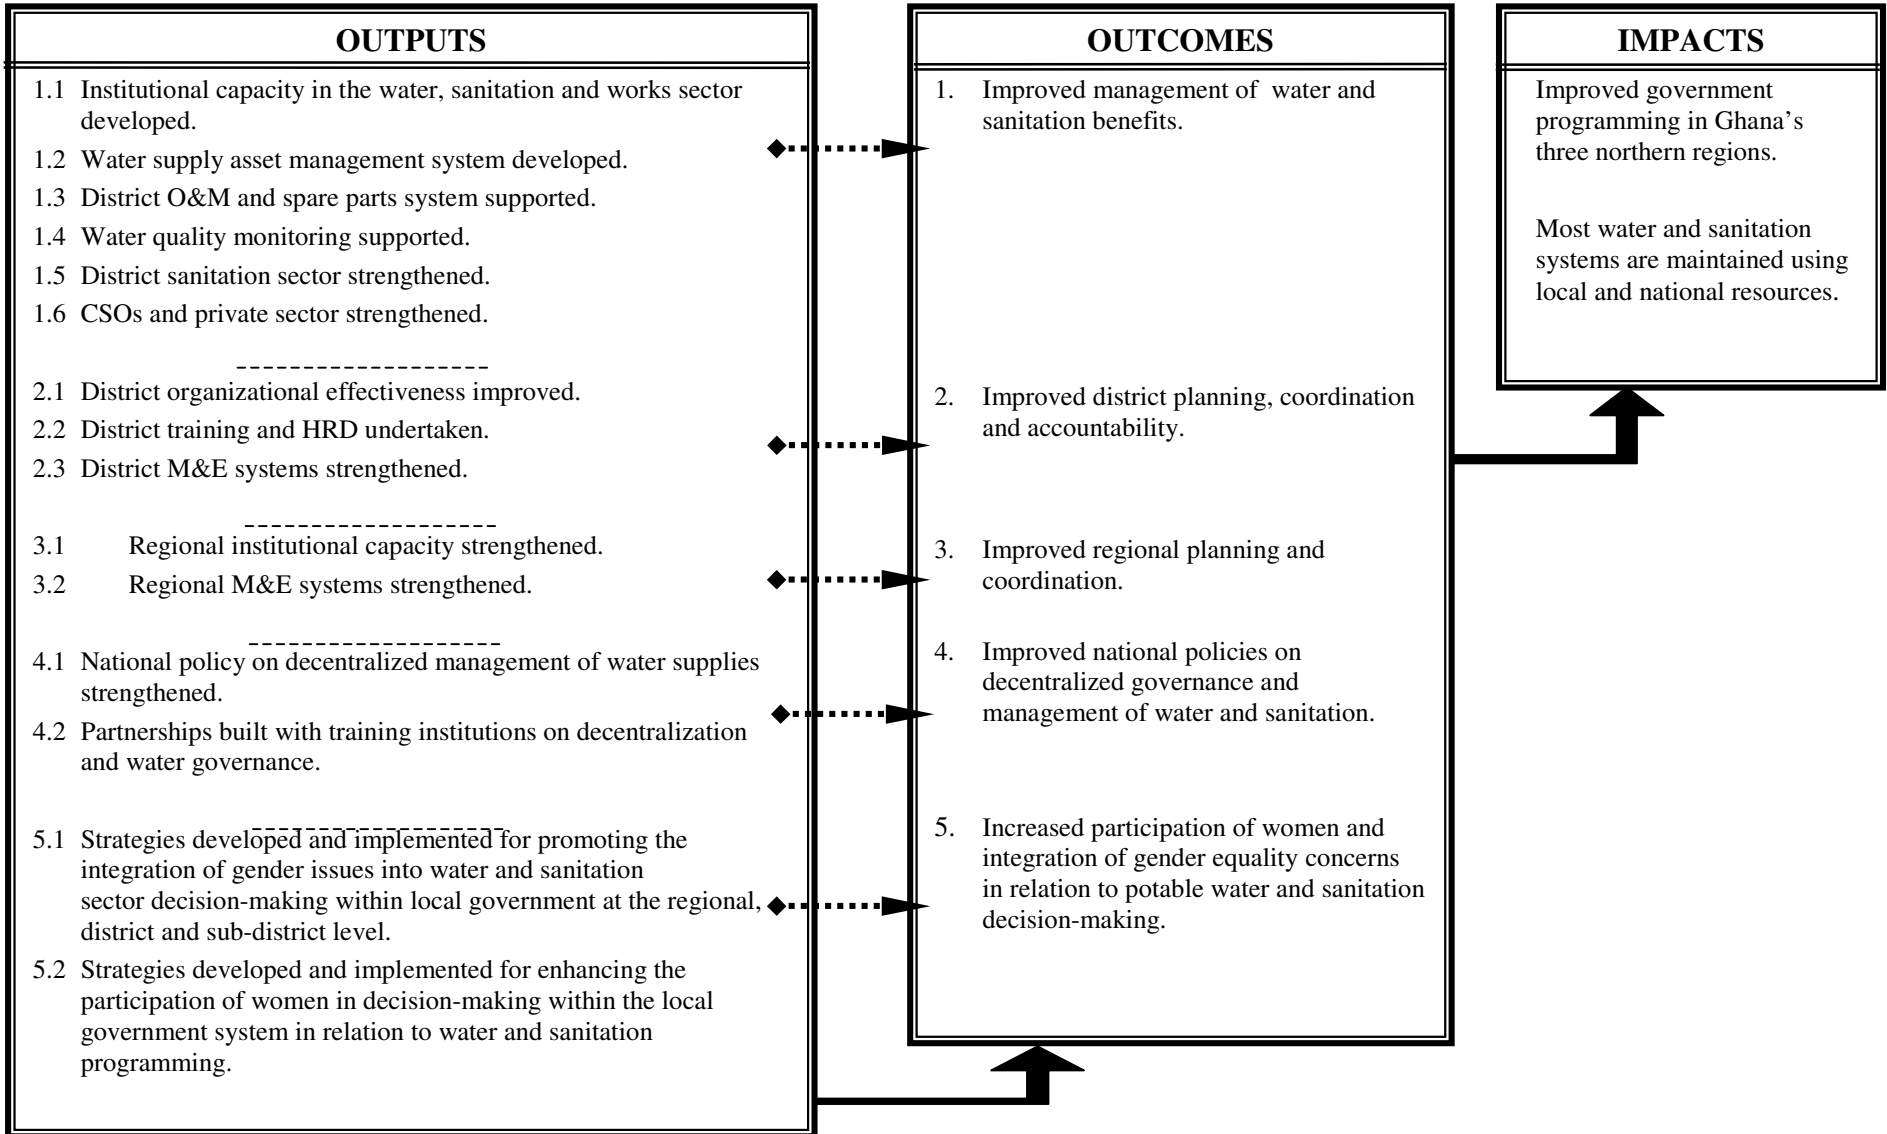 OUTPUTS
1.1 Institutional capacity in the water, sanitation and works sector
developed.
1.2 Water supply asset management system developed.
1.3 District O&M and spare parts system supported.
1.4 Water quality monitoring supported.
1.5 District sanitation sector strengthened.
1.6 CSOs and private sector strengthened.
2.1 District organizational effectiveness improved.
2.2 District training and HRD undertaken.
2.3 District M&E systems strengthened.
3.1 Regional institutional capacity strengthened.
3.2 Regional M&E systems strengthened.
4.1 National policy on decentralized management of water supplies
strengthened.
4.2 Partnerships built with training institutions on decentralization
and water governance.
5.1 Strategies developed and implemented for promoting the
integration of gender issues into water and sanitation
sector decision-making within local government at the regional,
district and sub-district level.
5.2 Strategies developed and implemented for enhancing the
participation of women in decision-making within the local
government system in relation to water and sanitation
programming.
OUTCOMES
1. Improved management of water and
sanitation benefits.
2. Improved district planning, coordination
and accountability.
3. Improved regional planning and
coordination.
4. Improved national policies on
decentralized governance and
management of water and sanitation.
5. Increased participation of women and
integration of gender equality concerns
in relation to potable water and sanitation
decision-making.
IMPACTS
Improved government
programming in Ghana's
three northern regions.
Most water and sanitation
systems are maintained using
local and national resources.